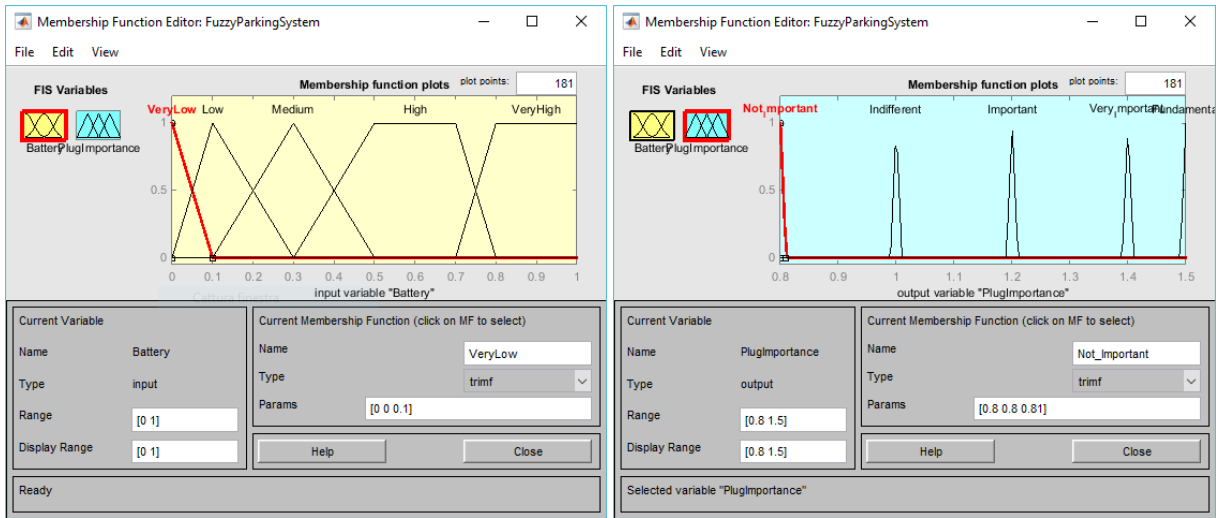 Membership Function Editor: FuzzyParkingSystem
File Edit View
FIS Variables
Battery
PlugImportance
Membership function plots
plot points:
181
VeryLow Low Medium High VeryHigh
1
0.5
0
0 0.1 0.2 0.3 0.4 0.5 0.6 0.7 0.8 0.9 1
input variable "Battery"
Cattura finestra
Current Variable
Name Battery
Type input
Range [0 1]
Display Range [0 1]
Current Membership Function (click on MF to select)
Name VeryLow
Type trimf
Params [0 0 0.1]
Help Close
Ready
Membership Function Editor: FuzzyParkingSystem
File Edit View
FIS Variables
Battery
PlugImportance
Membership function plots
plot points:
181
Not_Important Indifferent Important Very_Important Fundamenta
1
0.5
0
0.8 0.9 1 1.1 1.2 1.3 1.4 1.5
output variable "PlugImportance"
Current Variable
Name PlugImportance
Type output
Range [0.8 1.5]
Display Range [0.8 1.5]
Current Membership Function (click on MF to select)
Name Not_Important
Type trimf
Params [0.8 0.8 0.81]
Help Close
Selected variable "PlugImportance"